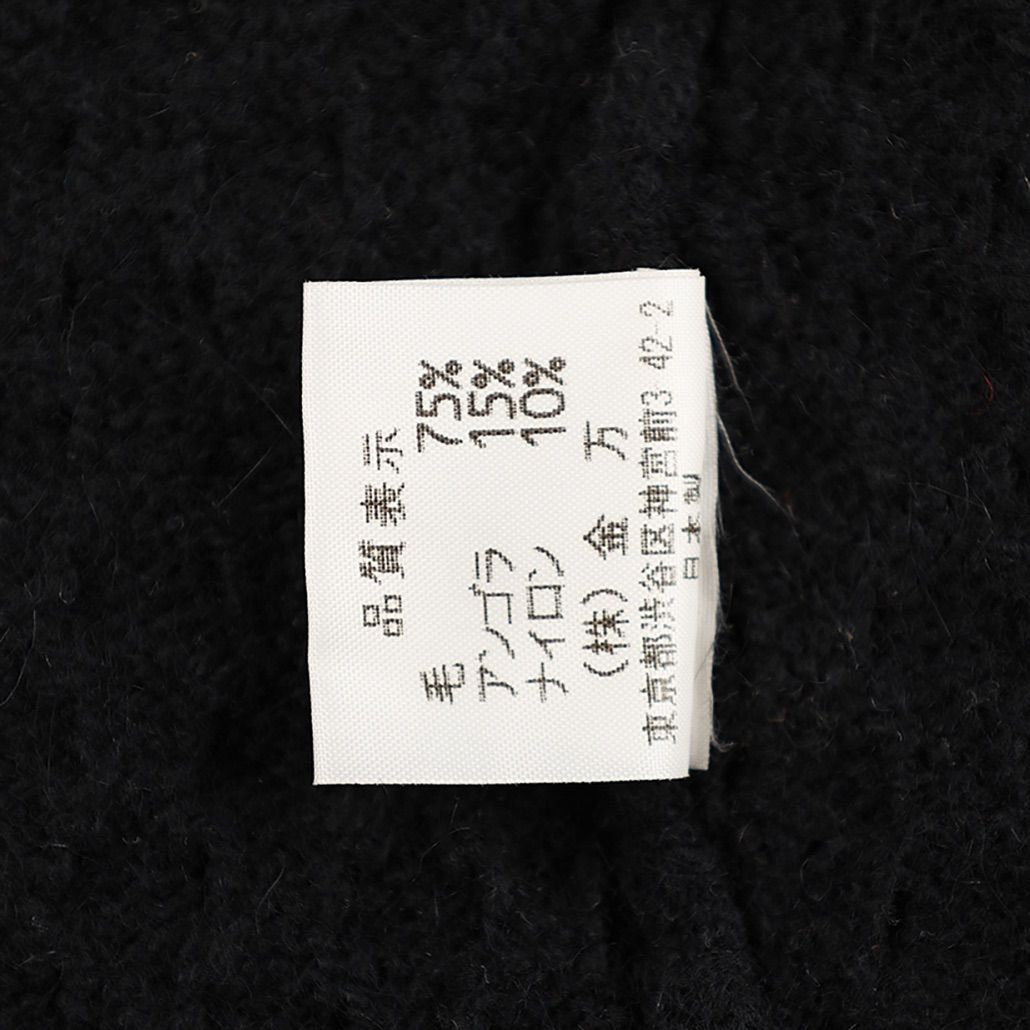 品質表示
毛 75%
アンゴラ 15%
ナイロン 10%
(株) 金 万
東京都渋谷区神宮前3-42-2
日本製